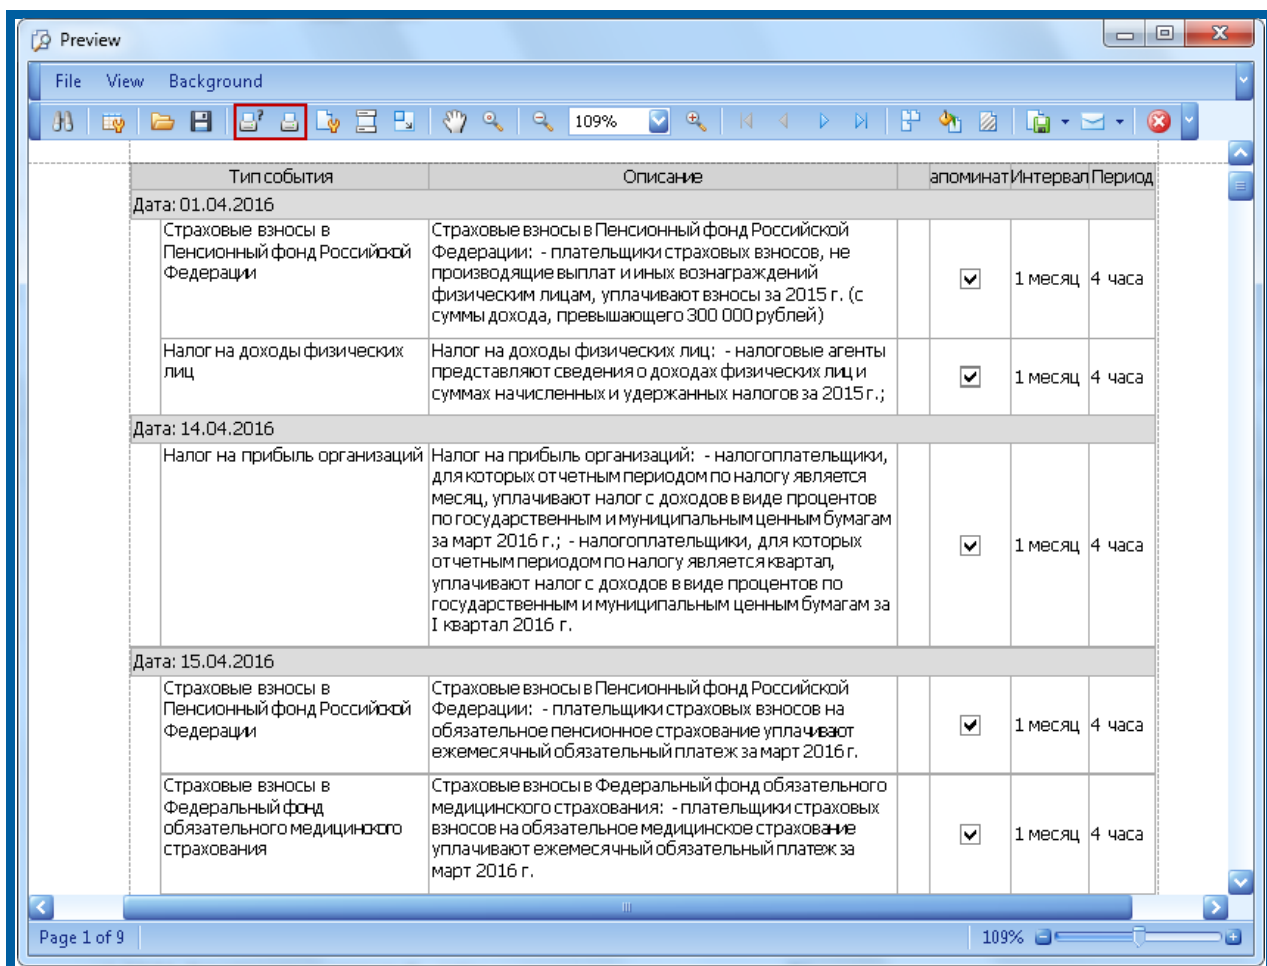 Preview
File View Background
109%
Тип события Описание апоминат Интервал Период
Дата: 01.04.2016
Страховые взносы в
Пенсионный фонд Российской
Федерации
Страховые взносы в Пенсионный фонд Российской
Федерации: - плательщики страховых взносов, не
производящие выплат и иных вознаграждений
физическим лицам, уплачивают взносы за 2015 г. (с
суммы дохода, превышающего 300 000 рублей)
1 месяц 4 часа
Налог на доходы физических
лиц
Налог на доходы физических лиц: - налоговые агенты
представляют сведения о доходах физических лиц и
суммах начисленных и удержанных налогов за 2015 г.;
1 месяц 4 часа
Дата: 14.04.2016
Налог на прибыль организаций
Налог на прибыль организаций: - налогоплательщики,
для которых отчетным периодом по налогу является
месяц, уплачивают налог с доходов в виде процентов
по государственным и муниципальным ценным бумагам
за март 2016 г.; - налогоплательщики, для которых
отчетным периодом по налогу является квартал,
уплачивают налог с доходов в виде процентов по
государственным и муниципальным ценным бумагам за
I квартал 2016 г.
1 месяц 4 часа
Дата: 15.04.2016
Страховые взносы в
Пенсионный фонд Российской
Федерации
Страховые взносы в Пенсионный фонд Российской
Федерации: - плательщики страховых взносов на
обязательное пенсионное страхование уплачивают
ежемесячный обязательный платеж за март 2016 г.
1 месяц 4 часа
Страховые взносы в
Федеральный фонд
обязательного медицинского
страхования
Страховые взносы в Федеральный фонд обязательного
медицинского страхования: - плательщики страховых
взносов на обязательное медицинское страхование
уплачивают ежемесячный обязательный платеж за
март 2016 г.
1 месяц 4 часа
Page 1 of 9 109%